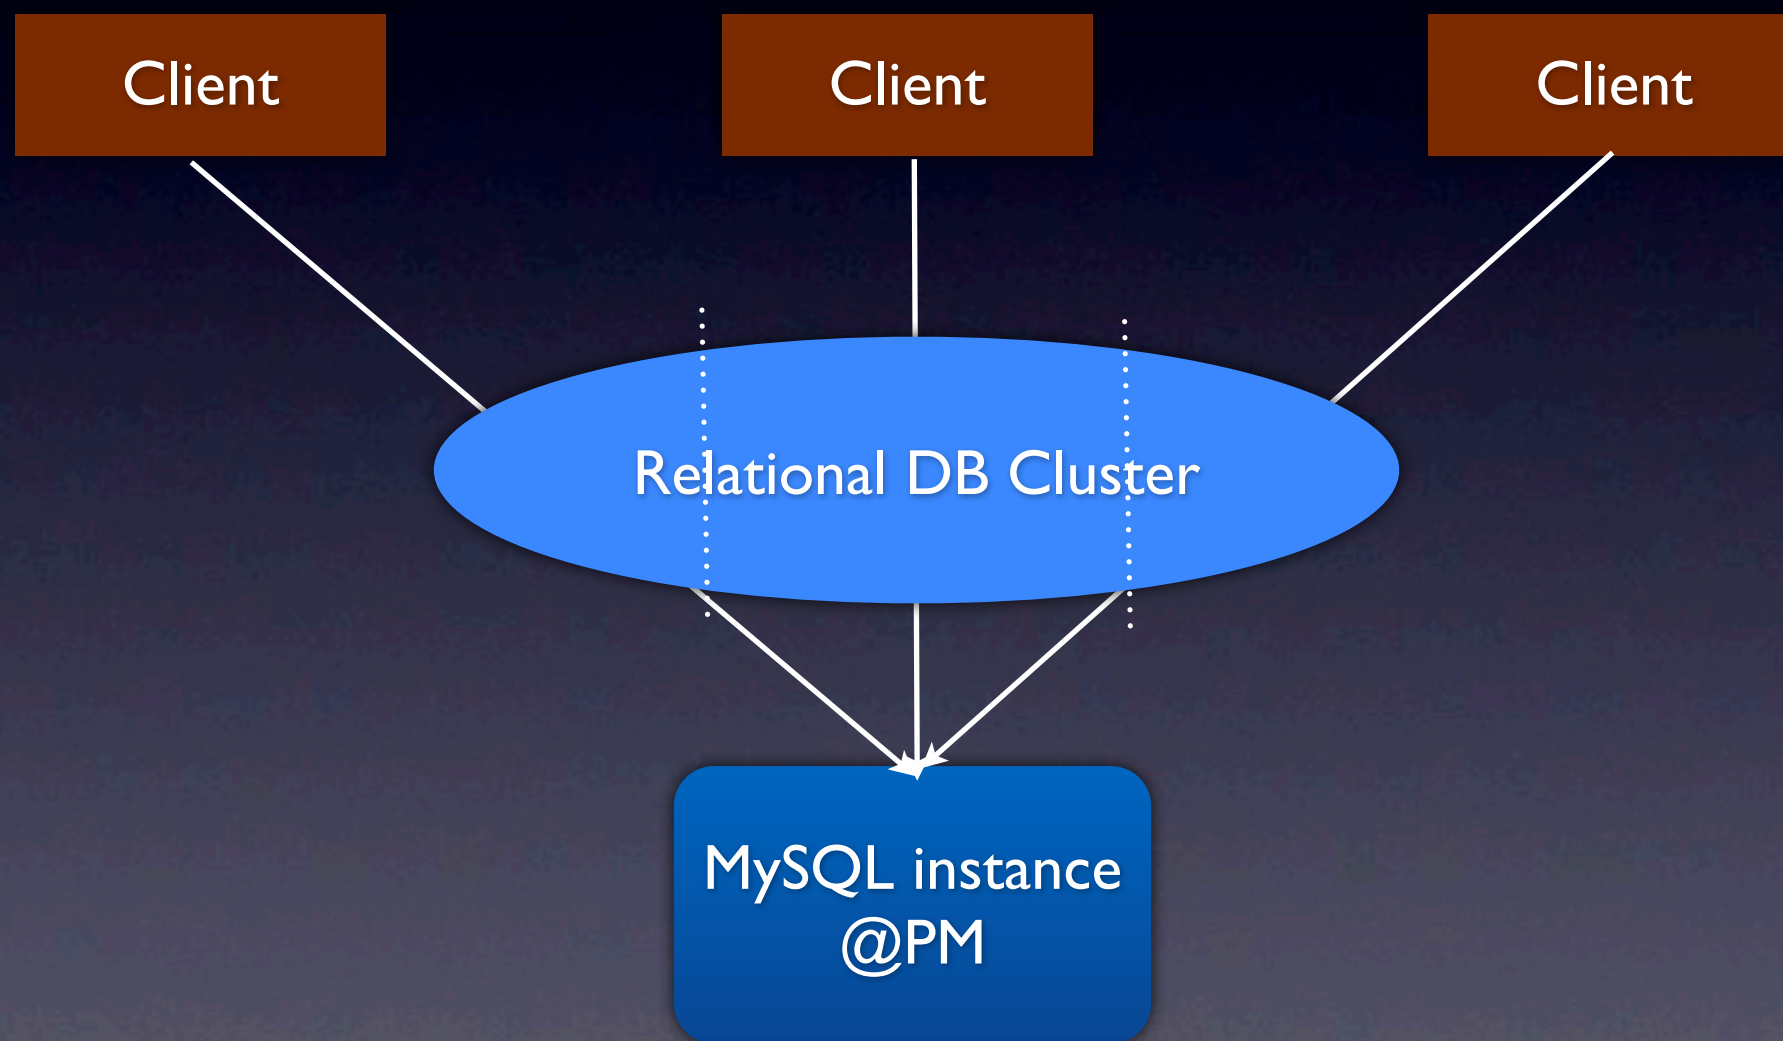 Client
Client
Client
Relational DB Cluster
MySQL instance
@PM